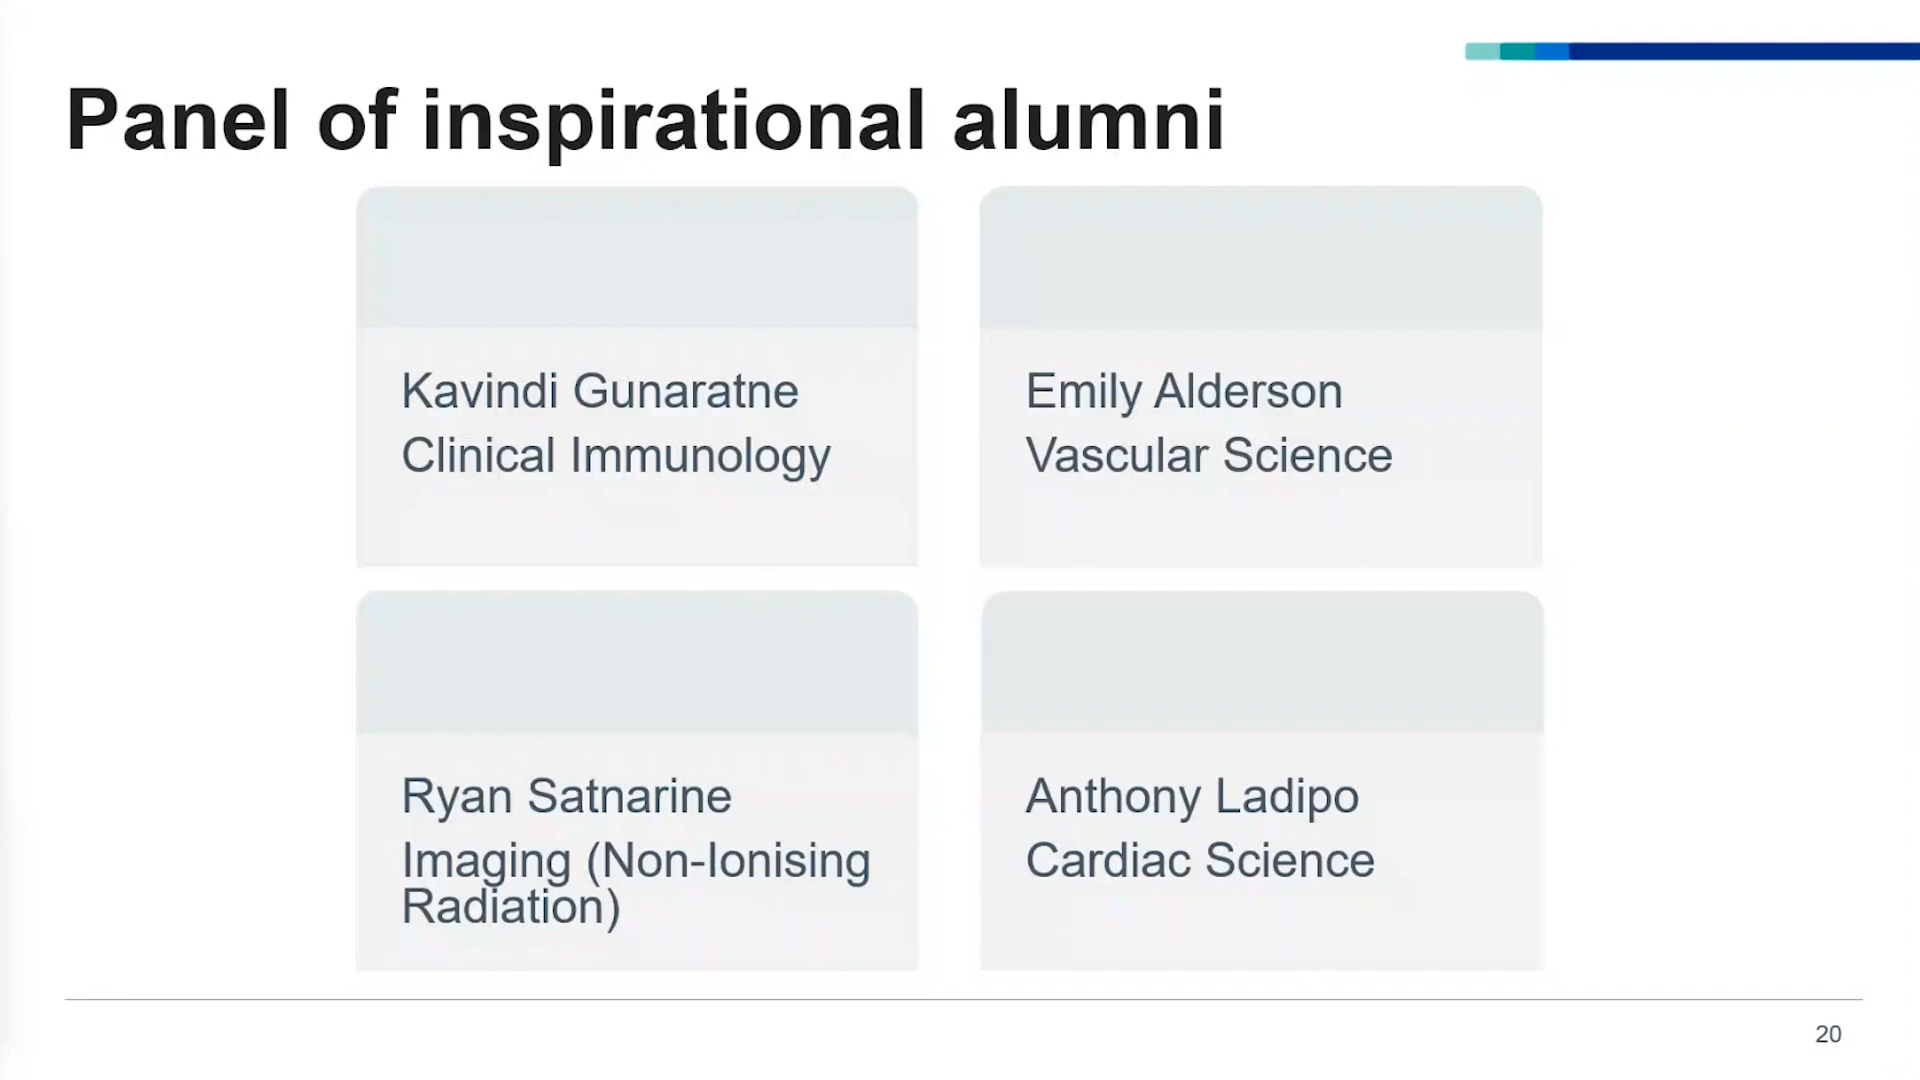 Panel of inspirational alumni
Kavindi Gunaratne
Clinical Immunology
Emily Alderson
Vascular Science
Ryan Satnarine
Imaging (Non-Ionising
Radiation)
Anthony Ladipo
Cardiac Science
20